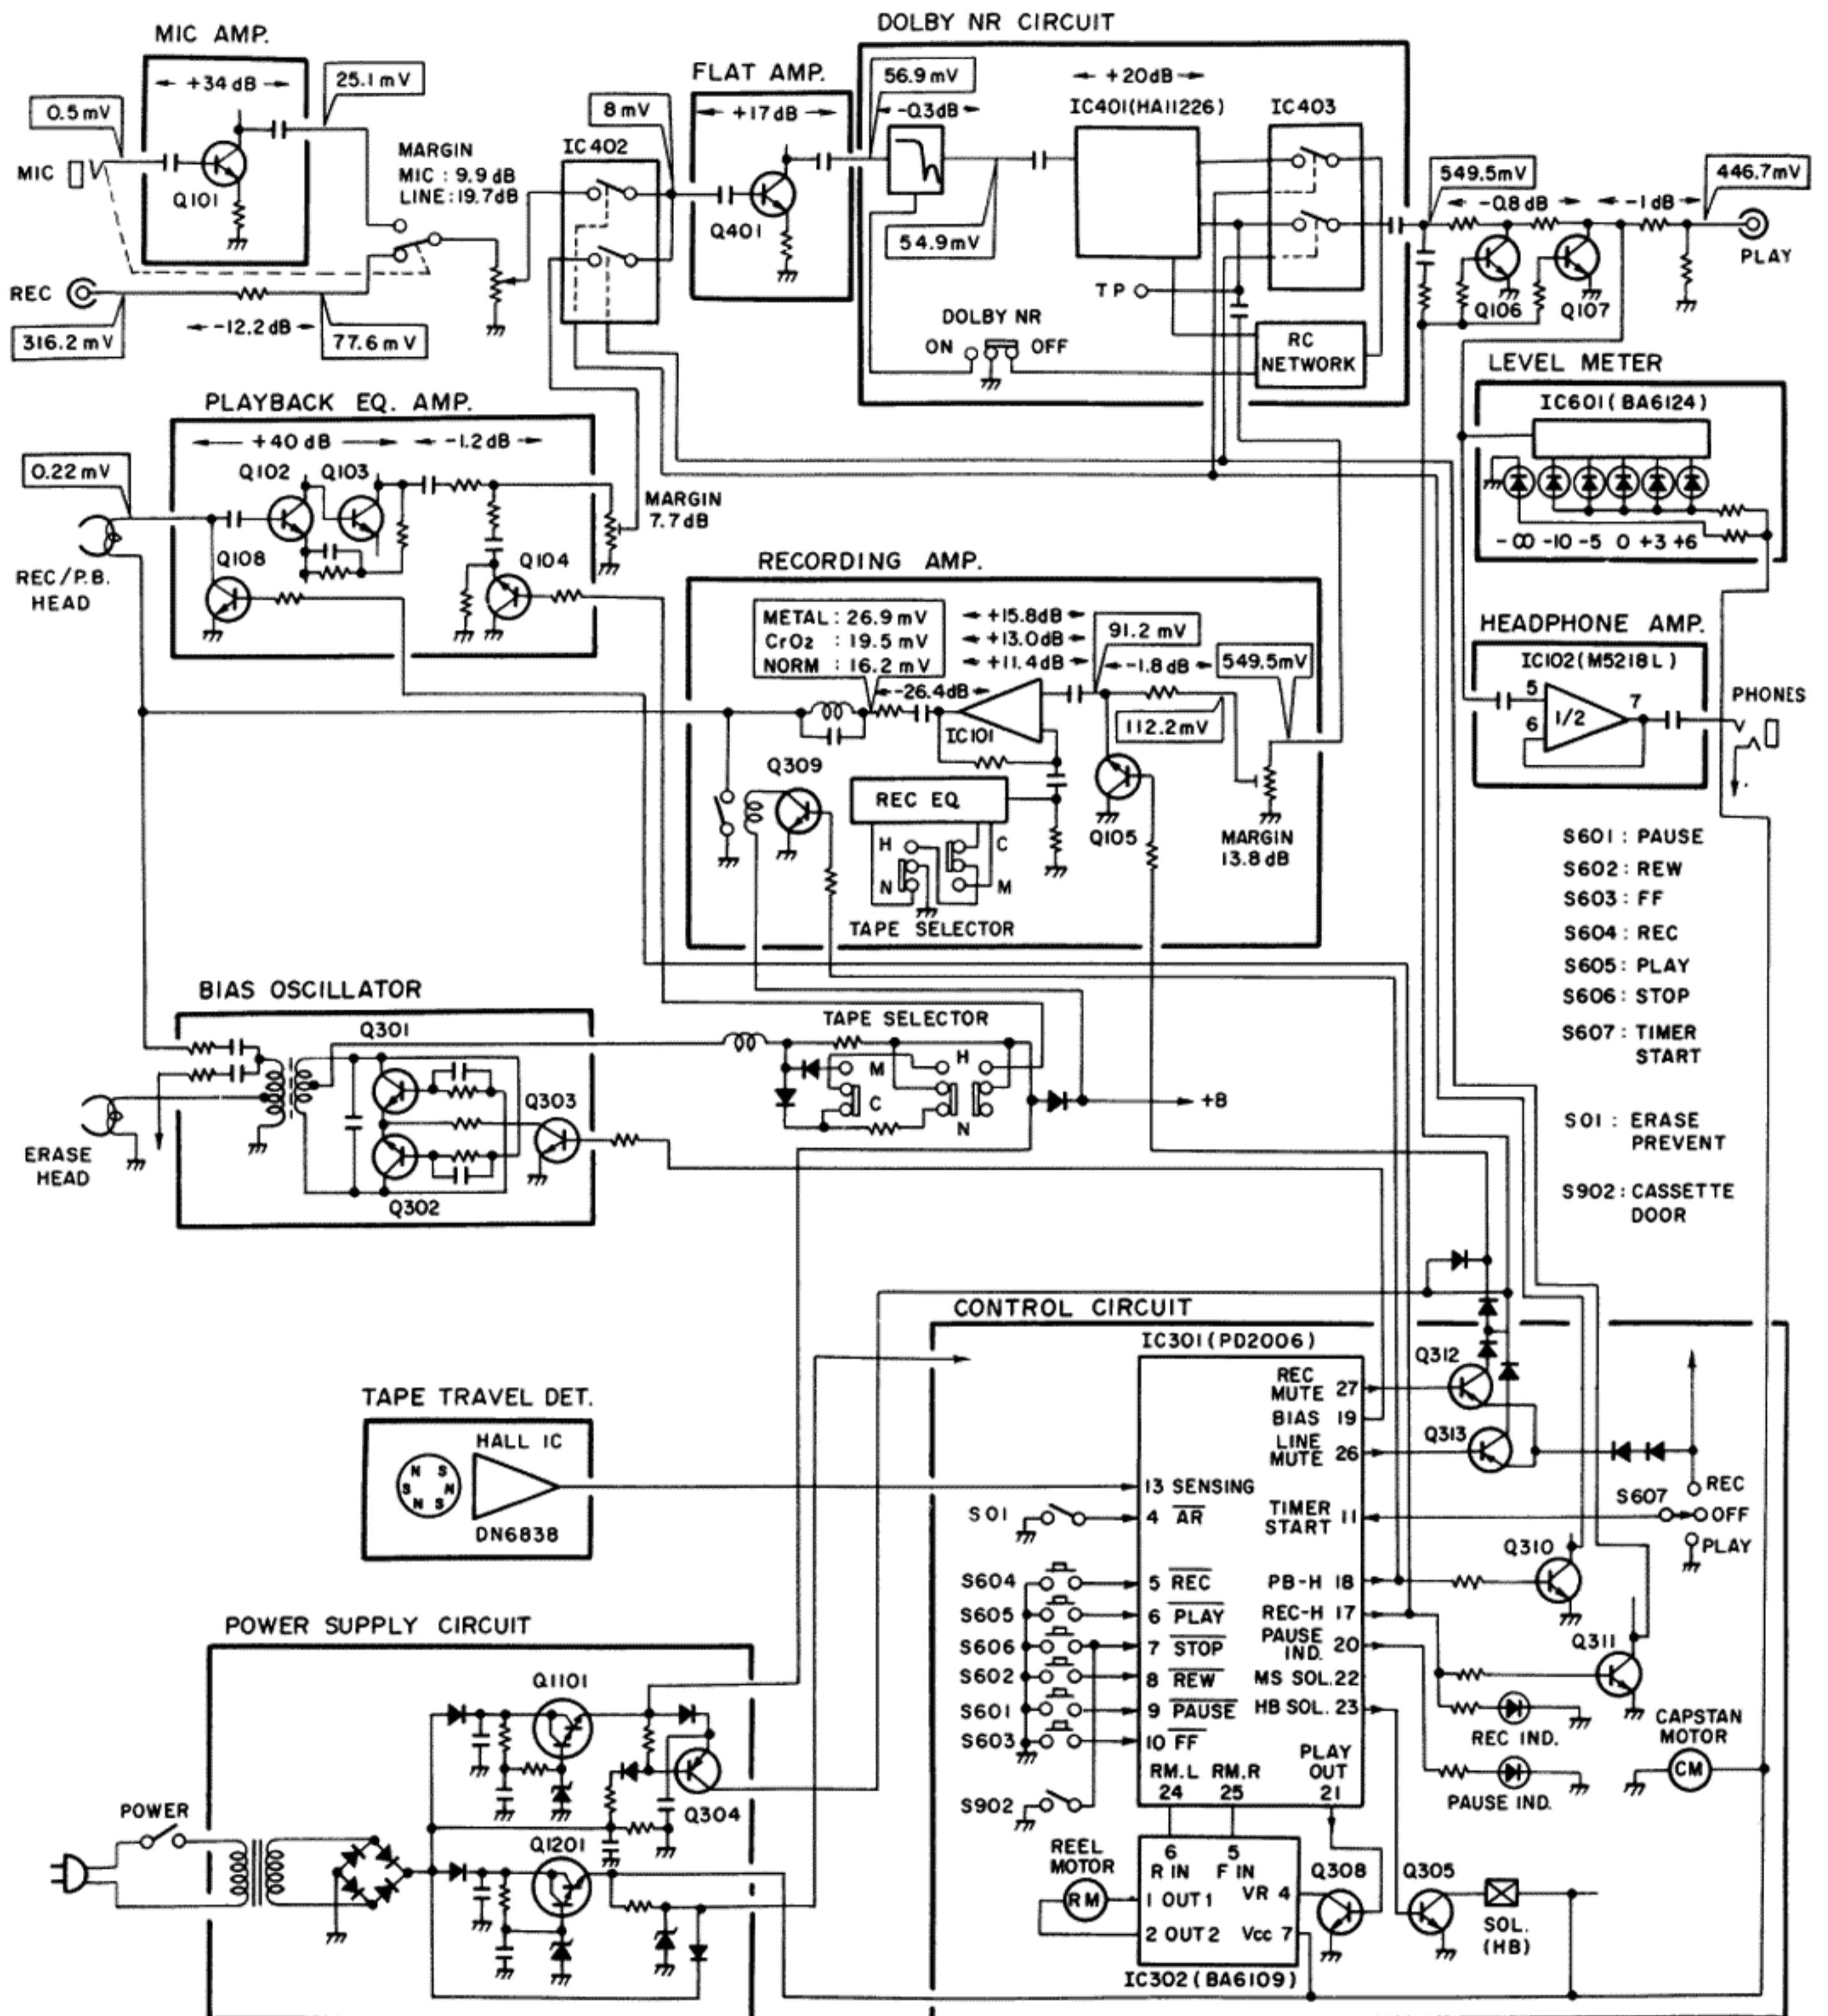 DOLBY NR CIRCUIT
MIC AMP.
+34 dB
25.1 mV
0.5 mV
MIC
Q101
MARGIN
MIC : 9.9 dB
LINE : 19.7dB
REC
-12.2 dB
316.2 mV
77.6 mV
IC402
8 mV
FLAT AMP.
+17 dB
Q401
56.9 mV
-0.3dB
54.9mV
+20dB
IC401(HA11226)
IC403
TP
DOLBY NR
ON
OFF
RC
NETWORK
549.5mV
-0.8 dB
-1 dB
446.7mV
PLAY
Q106
Q107
LEVEL METER
IC601(BA6124)
-∞ -10 -5 0 +3 +6
PLAYBACK EQ. AMP.
+40 dB
-1.2dB
0.22 mV
Q102
Q103
Q108
Q104
REC/P.B.
HEAD
MARGIN
7.7dB
RECORDING AMP.
METAL : 26.9 mV
CrO2 : 19.5 mV
NORM : 16.2 mV
+15.8dB
+13.0dB
+11.4dB
91.2 mV
-1.8 dB
549.5mV
-26.4dB
112.2mV
IC101
Q309
REC EQ
Q105
MARGIN
13.8 dB
H
C
N
M
TAPE SELECTOR
HEADPHONE AMP.
IC102(M5218L)
5
6
1/2
7
PHONES
S601 : PAUSE
S602 : REW
S603 : FF
S604 : REC
S605 : PLAY
S606 : STOP
S607 : TIMER
START
S01 : ERASE
PREVENT
S902 : CASSETTE
DOOR
BIAS OSCILLATOR
Q301
Q303
Q302
ERASE
HEAD
TAPE SELECTOR
M
H
C
N
+B
CONTROL CIRCUIT
IC301(PD2006)
REC
MUTE 27
BIAS 19
LINE
MUTE 26
Q312
Q313
TAPE TRAVEL DET.
HALL IC
N S
S N
N S
DN6838
13 SENSING
S01
4 AR
TIMER
START 11
S607
REC
OFF
PLAY
Q310
S604
5 REC
PB-H 18
S605
6 PLAY
REC-H 17
S606
7 STOP
PAUSE
IND. 20
Q311
S602
8 REW
MS SOL. 22
S601
9 PAUSE
HB SOL. 23
S603
10 FF
REC IND.
CAPSTAN
MOTOR
CM
PLAY
OUT
21
RM.L
24
RM.R
25
PAUSE IND.
S902
POWER SUPPLY CIRCUIT
Q1101
Q304
POWER
Q1201
REEL
MOTOR
RM
6
R IN
5
F IN
1 OUT 1
VR 4
2 OUT 2
Vcc 7
IC302 (BA6109)
Q308
Q305
SOL.
(HB)